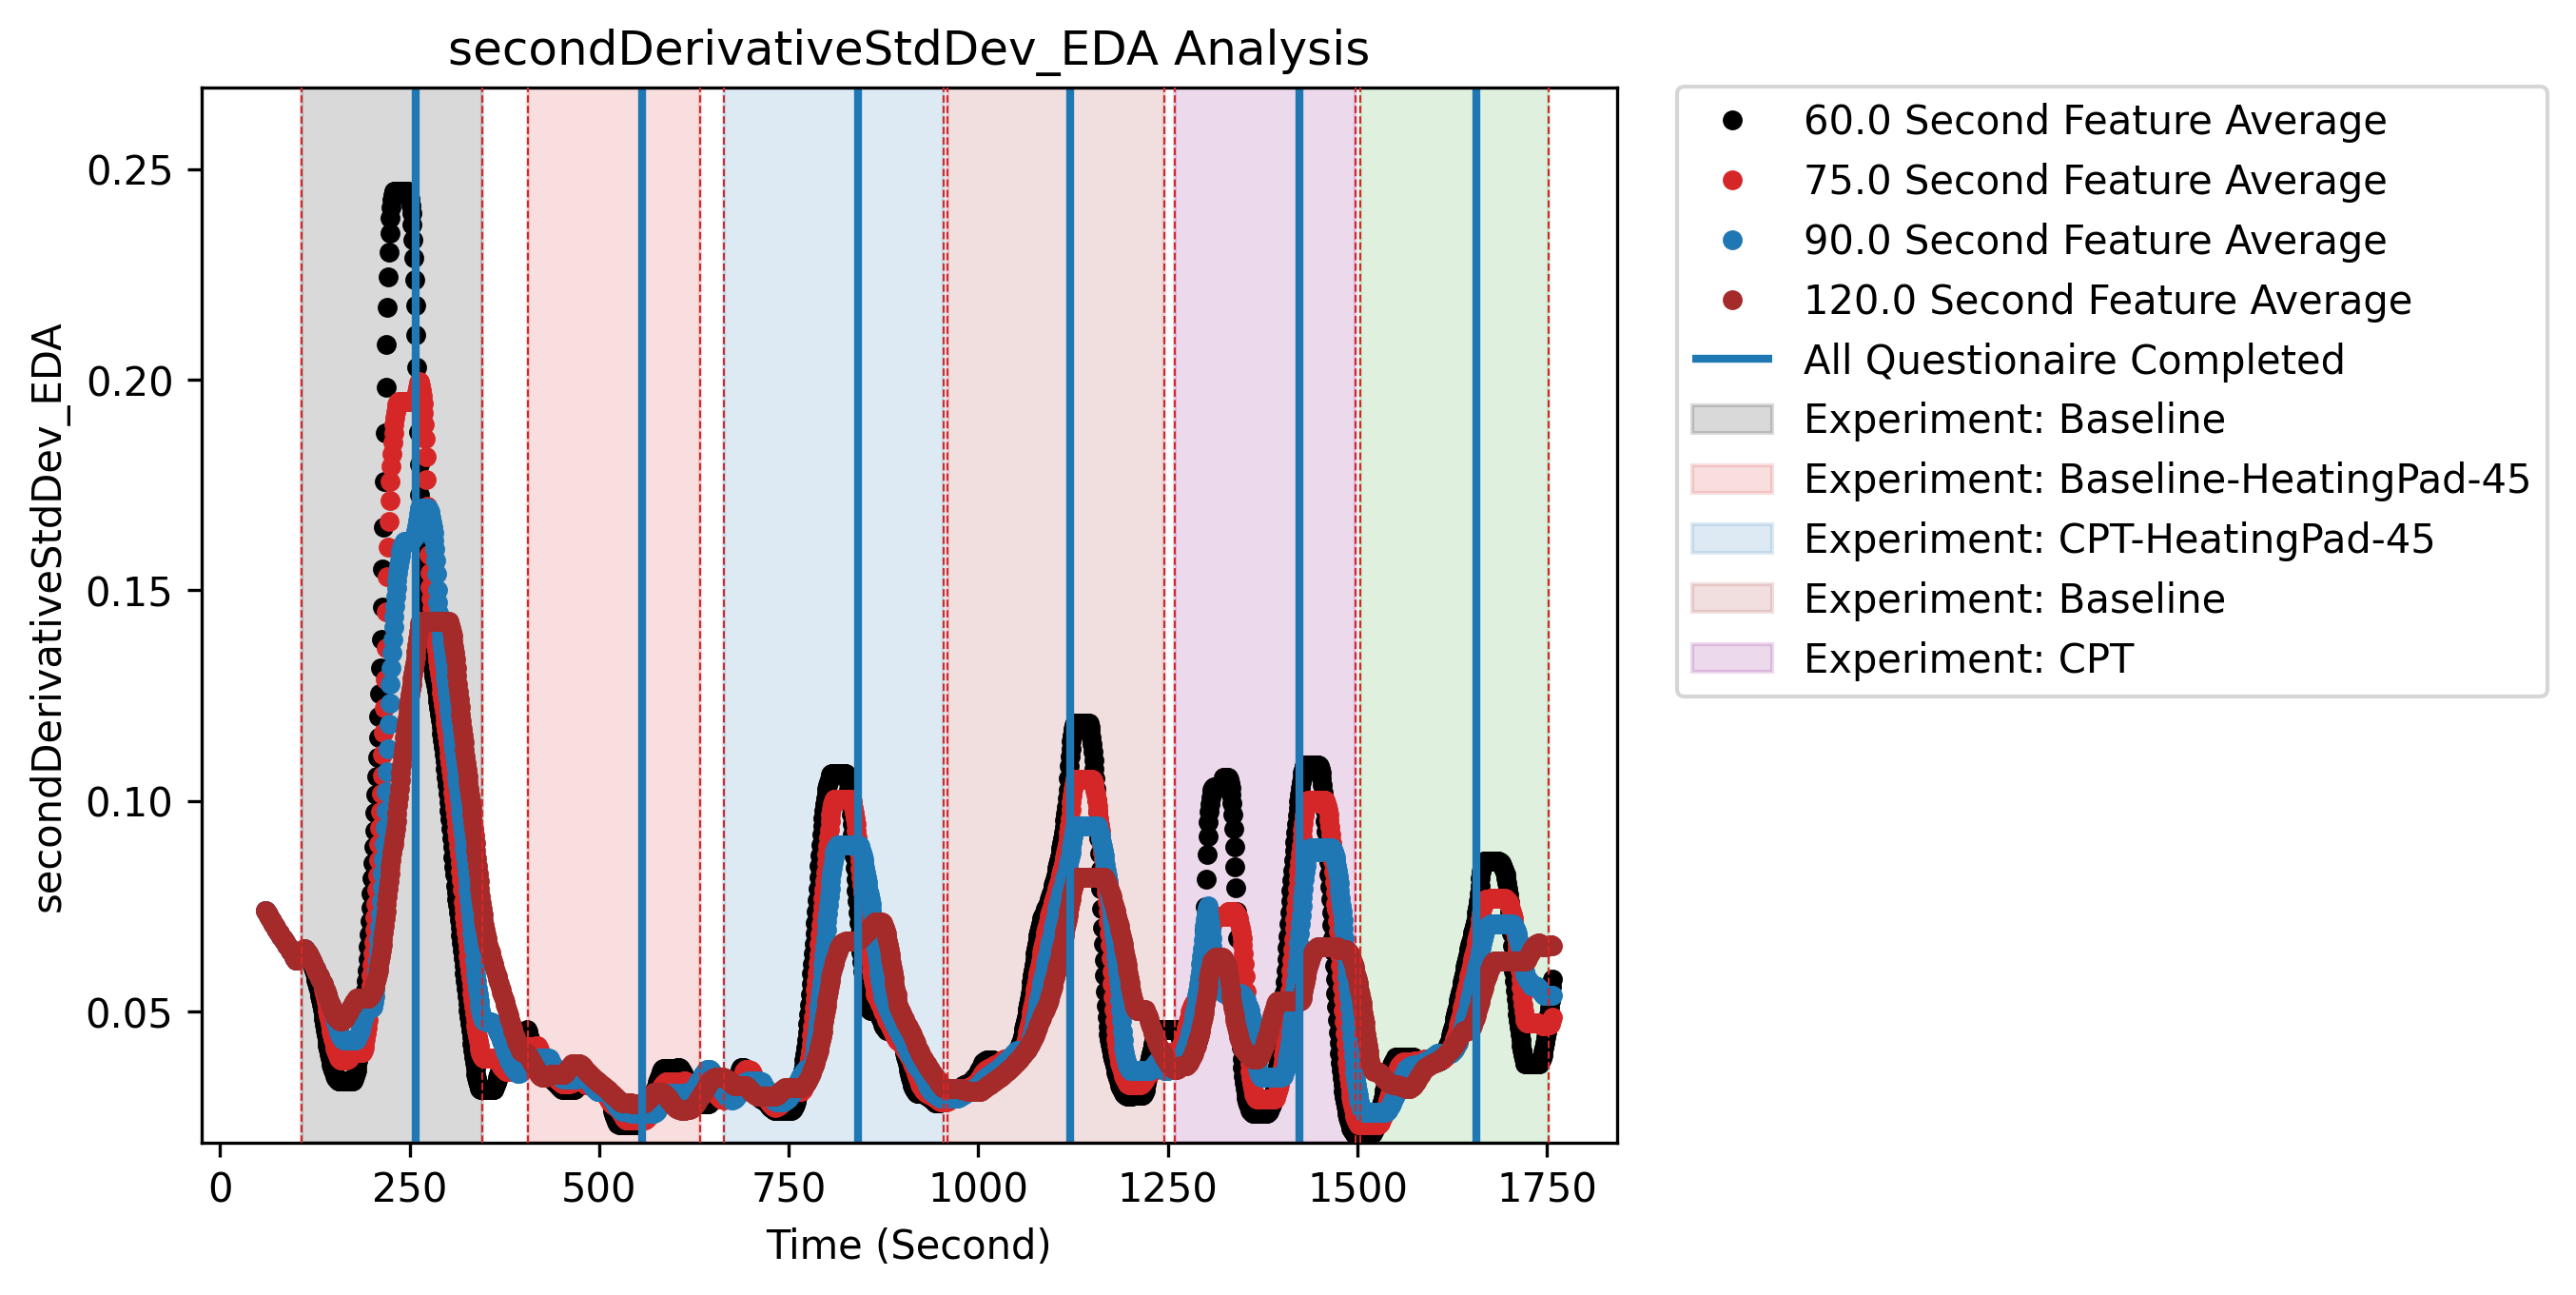 secondDerivativeStdDev_EDA Analysis
secondDerivativeStdDev_EDA
0.25
0.20
0.15
0.10
0.05
0 250 500 750 1000 1250 1500 1750
Time (Second)
60.0 Second Feature Average
75.0 Second Feature Average
90.0 Second Feature Average
120.0 Second Feature Average
All Questionaire Completed
Experiment: Baseline
Experiment: Baseline-HeatingPad-45
Experiment: CPT-HeatingPad-45
Experiment: Baseline
Experiment: CPT